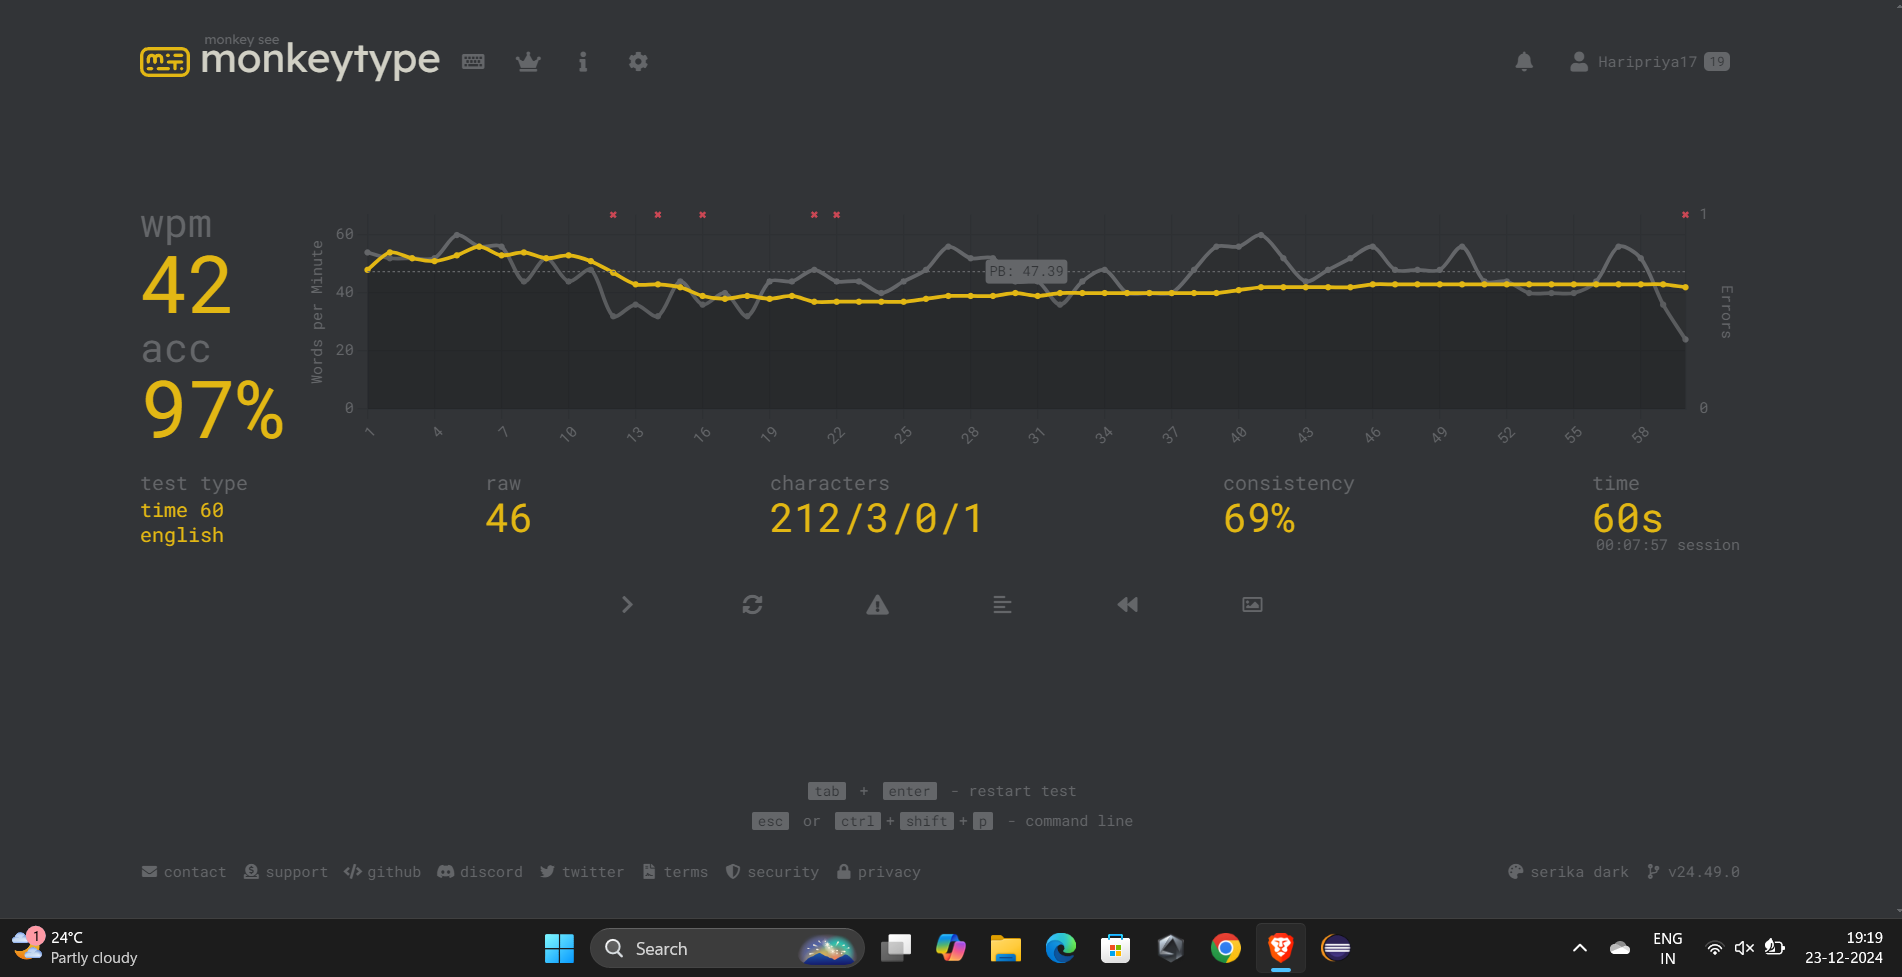 monkey see
monkeytype
Haripriya17 19
wpm
42
acc
97%
Words per Minute
60
40
20
0
PB: 47.39
1
0
Errors
1 4 7 10 13 16 19 22 25 28 31 34 37 40 43 46 49 52 55 58
test type
time 60
english
raw
46
characters
212/3/0/1
consistency
69%
time
60s
00:07:57 session
tab + enter - restart test
esc or ctrl + shift + p - command line
contact support github discord twitter terms security privacy
serika dark v24.49.0
1
24°C
Partly cloudy
Search
ENG
IN
19:19
23-12-2024